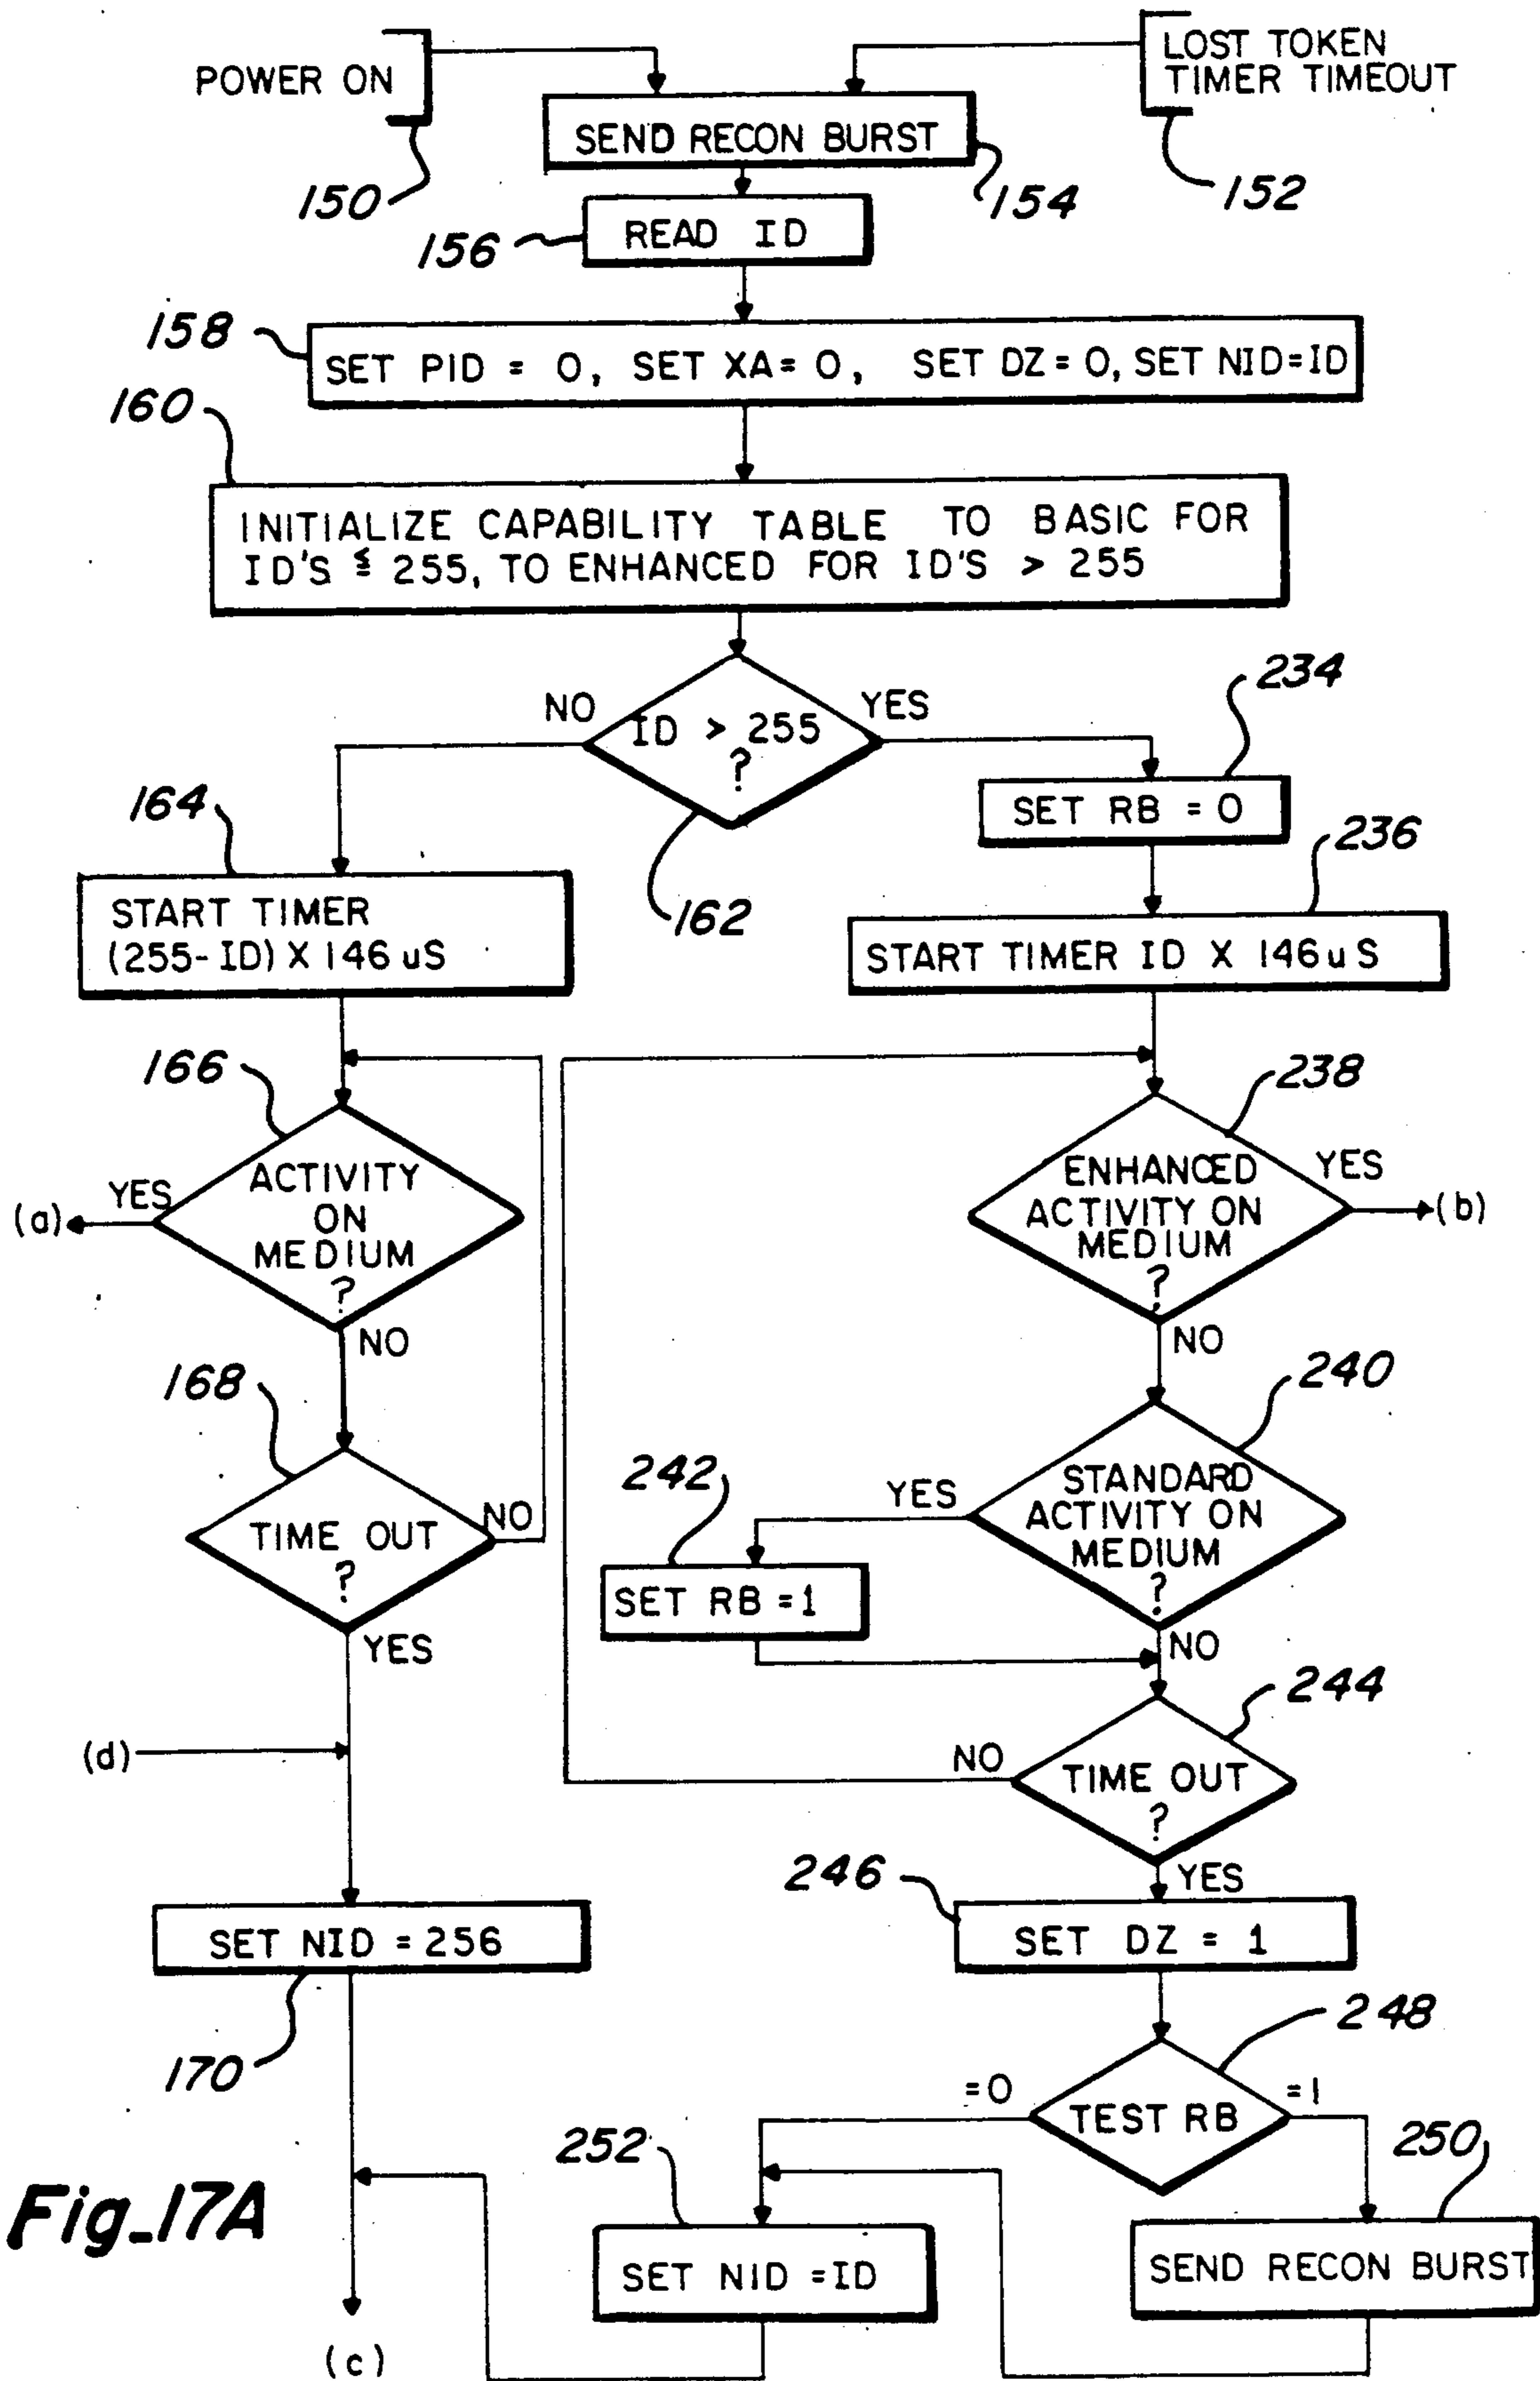 POWER ON
LOST TOKEN
TIMER TIMEOUT
SEND RECON BURST
150
154
152
156
READ ID
158
SET PID = 0, SET XA= 0, SET DZ = 0, SET NID=ID
160
INITIALIZE CAPABILITY TABLE TO BASIC FOR
ID'S ≦ 255, TO ENHANCED FOR ID'S > 255
NO
ID > 255
?
YES
234
162
SET RB = 0
164
236
START TIMER
(255-ID) X 146 uS
START TIMER ID X 146 uS
166
238
(a)
YES
ACTIVITY
ON
MEDIUM
?
NO
ENHANCED
ACTIVITY ON
MEDIUM
?
YES
(b)
NO
168
240
TIME OUT
?
NO
YES
242
YES
STANDARD
ACTIVITY ON
MEDIUM
?
SET RB = 1
NO
244
(d)
NO
TIME OUT
?
YES
246
SET NID = 256
SET DZ = 1
170
248
=0
TEST RB
=1
252
250
Fig_17A
SET NID = ID
SEND RECON BURST
(c)